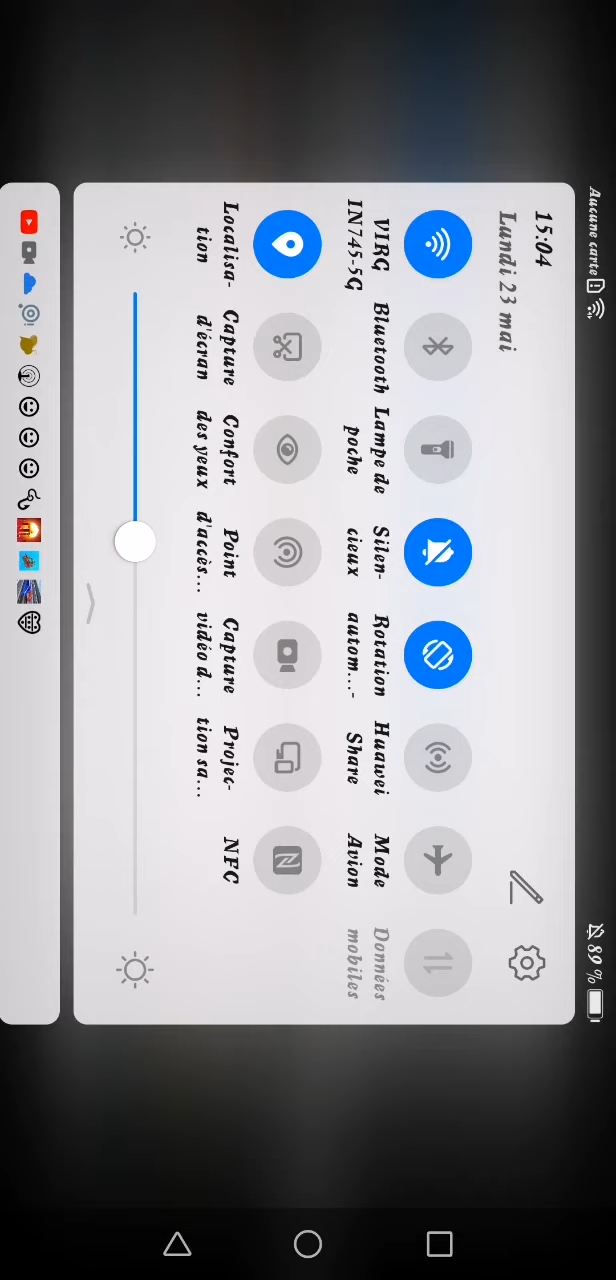 Aucune carte
89 %
15:04
Lundi 23 mai
VIRG
IN745-5G
Bluetooth
Lampe de
poche
Silen-
cieux
Rotation
autom...-
Huawei
Share
Mode
Avion
Données
mobiles
Localisa-
tion
Capture
d'écran
Confort
des yeux
Point
d'accès...
Capture
vidéo d...
Projec-
tion sa...
NFC